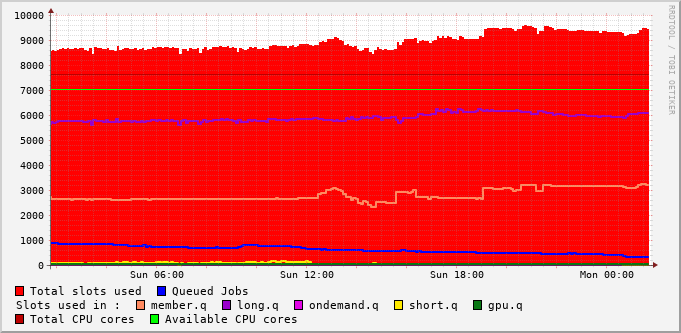 10000
9000
8000
7000
6000
5000
4000
3000
2000
1000
0
Sun 06:00 Sun 12:00 Sun 18:00 Mon 00:00
RRDTOOL / TOBI OETIKER
Total slots used Queued Jobs
Slots used in : member.q long.q ondemand.q short.q gpu.q
Total CPU cores Available CPU cores